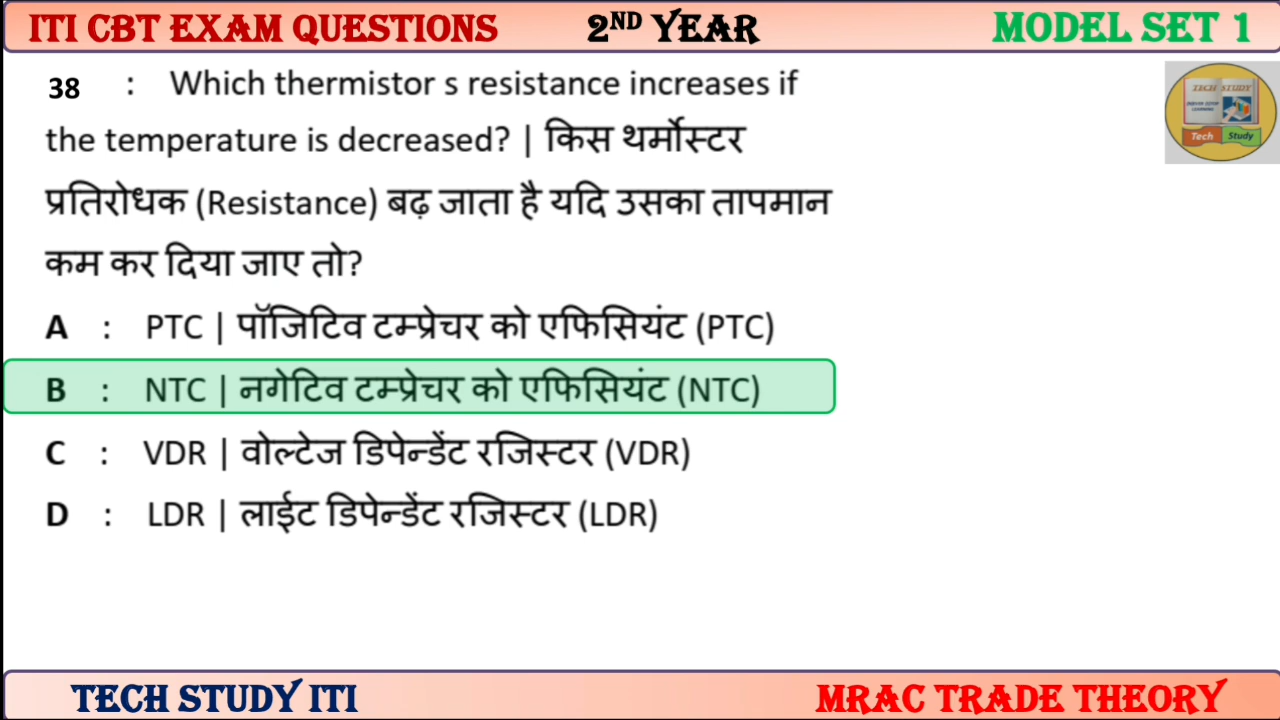 ITI CBT EXAM QUESTIONS 2ND YEAR MODEL SET 1
38 : Which thermistor s resistance increases if
the temperature is decreased? | किस थर्मोस्टर
प्रतिरोधक (Resistance) बढ़ जाता है यदि उसका तापमान
कम कर दिया जाए तो?
A : PTC | पॉजिटिव टम्प्रेचर को एफिसियंट (PTC)
B : NTC | नगेटिव टम्प्रेचर को एफिसियंट (NTC)
C : VDR | वोल्टेज डिपेन्डेंट रजिस्टर (VDR)
D : LDR | लाईट डिपेन्डेंट रजिस्टर (LDR)
TECH STUDY
Tech Study
TECH STUDY ITI MRAC TRADE THEORY